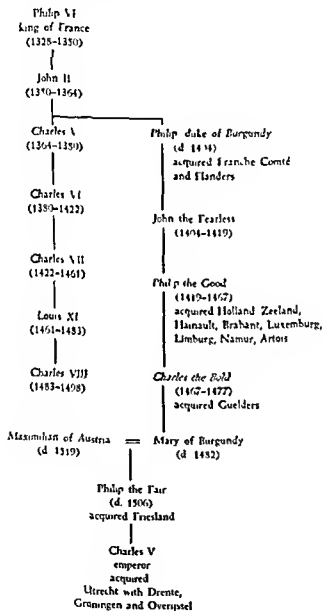 Philip VI
king of France
(1328-1350)
John II
(1350-1364)
Charles V
(1364-1380)
Philip duke of Burgundy
(d 1404)
acquired Franche Comté
and Flanders
Charles VI
(1380-1422)
John the Fearless
(1404-1419)
Charles VII
(1422-1461)
Philip the Good
(1419-1467)
acquired Holland Zeeland,
Hainault, Brabant, Luxemburg,
Limburg, Namur, Artois
Louis XI
(1461-1483)
Charles VIII
(1483-1498)
Charles the Bold
(1467-1477)
acquired Guelders
Maximilian of Austria
(d 1519)
=
Mary of Burgundy
(d 1482)
Philip the Fair
(d. 1506)
acquired Friesland
Charles V
emperor
acquired
Utrecht with Drente,
Groningen and Overijssel